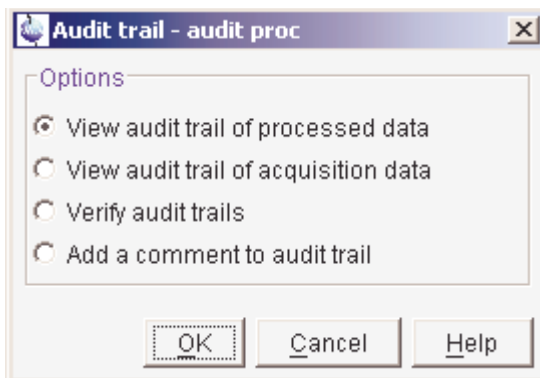 Audit trail - audit proc
Options
View audit trail of processed data
View audit trail of acquisition data
Verify audit trails
Add a comment to audit trail
OK Cancel Help